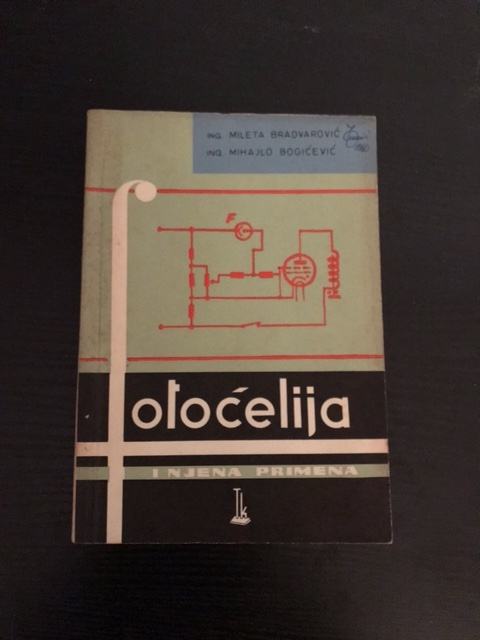 ING. MILETA BRADVAROVIĆ
ING. MIHAJLO BOGIĆEVIĆ
F
fotoćelija
I NJENA PRIMENA
Tk